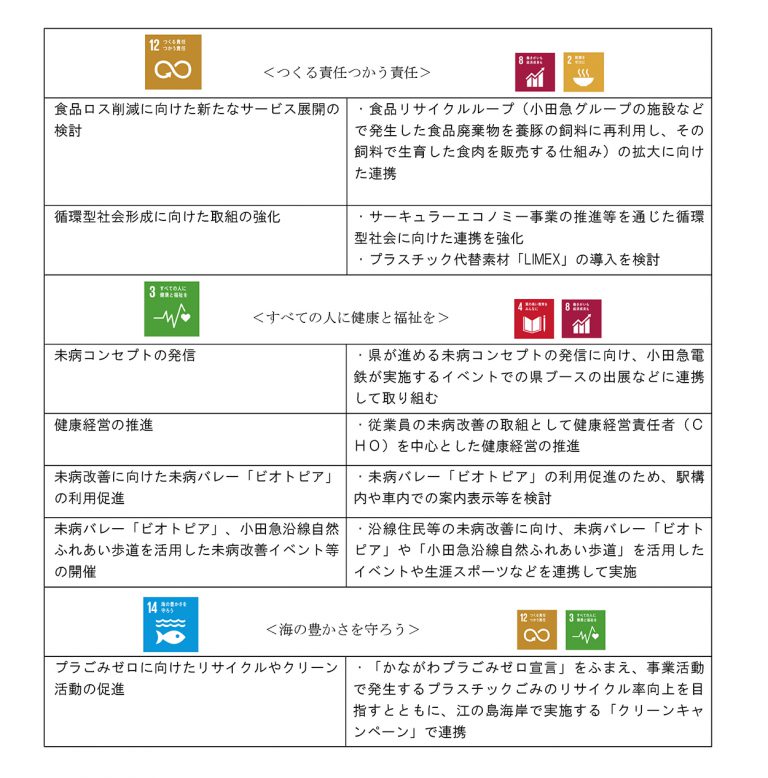 12 つくる責任
つかう責任
＜つくる責任つかう責任＞
8 働きがいも
経済成長も
2 飢餓を
ゼロに
食品ロス削減に向けた新たなサービス展開の
検討
・食品リサイクルループ（小田急グループの施設など
で発生した食品廃棄物を養豚の飼料に再利用し、その
飼料で生育した食肉を販売する仕組み）の拡大に向け
た連携
循環型社会形成に向けた取組の強化
・サーキュラーエコノミー事業の推進等を通じた循環
型社会に向けた連携を強化
・プラスチック代替素材「LIMEX」の導入を検討
3 すべての人に
健康と福祉を
＜すべての人に健康と福祉を＞
4 質の高い教育を
みんなに
8 働きがいも
経済成長も
未病コンセプトの発信
・県が進める未病コンセプトの発信に向け、小田急電
鉄が実施するイベントでの県ブースの出展などに連携
して取り組む
健康経営の推進
・従業員の未病改善の取組として健康経営責任者（Ｃ
ＨＯ）を中心とした健康経営の推進
未病改善に向けた未病バレー「ビオトピア」
の利用促進
・未病バレー「ビオトピア」の利用促進のため、駅構
内や車内での案内表示等を検討
未病バレー「ビオトピア」、小田急沿線自然
ふれあい歩道を活用した未病改善イベント等
の開催
・沿線住民等の未病改善に向け、未病バレー「ビオト
ピア」や「小田急沿線自然ふれあい歩道」を活用した
イベントや生涯スポーツなどを連携して実施
14 海の豊かさを
守ろう
＜海の豊かさを守ろう＞
12 つくる責任
つかう責任
3 すべての人に
健康と福祉を
プラごみゼロに向けたリサイクルやクリーン
活動の促進
・「かながわプラごみゼロ宣言」をふまえ、事業活動
で発生するプラスチックごみのリサイクル率向上を目
指すとともに、江の島海岸で実施する「クリーンキャ
ンペーン」で連携